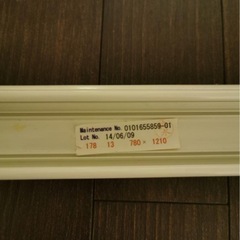 Maintenance No. 0101655859-01
Lot No. 14/06/09
178 13 780× 1210